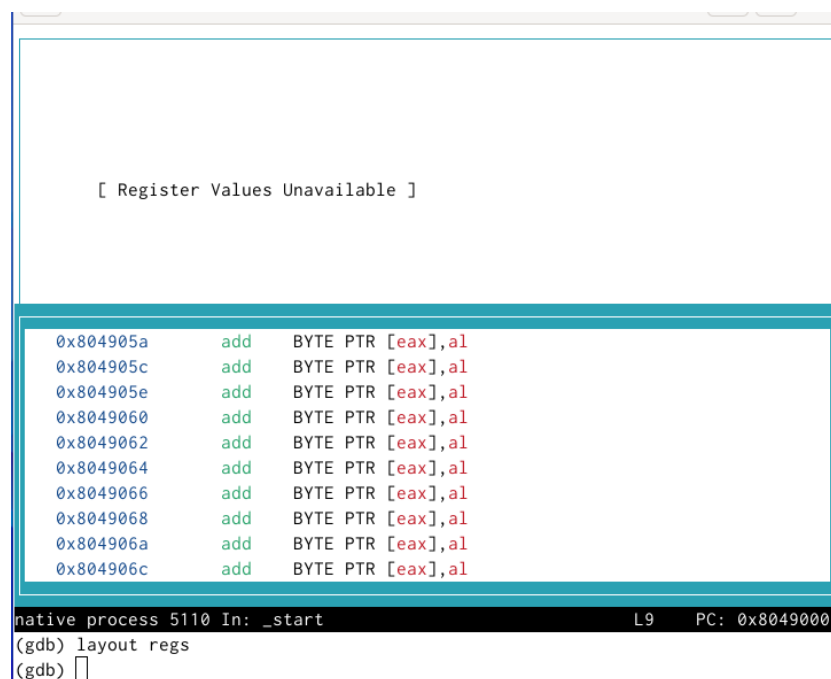 [ Register Values Unavailable ]
0x804905a add BYTE PTR [eax],al
0x804905c add BYTE PTR [eax],al
0x804905e add BYTE PTR [eax],al
0x8049060 add BYTE PTR [eax],al
0x8049062 add BYTE PTR [eax],al
0x8049064 add BYTE PTR [eax],al
0x8049066 add BYTE PTR [eax],al
0x8049068 add BYTE PTR [eax],al
0x804906a add BYTE PTR [eax],al
0x804906c add BYTE PTR [eax],al
native process 5110 In: _start L9 PC: 0x8049000
(gdb) layout regs
(gdb)